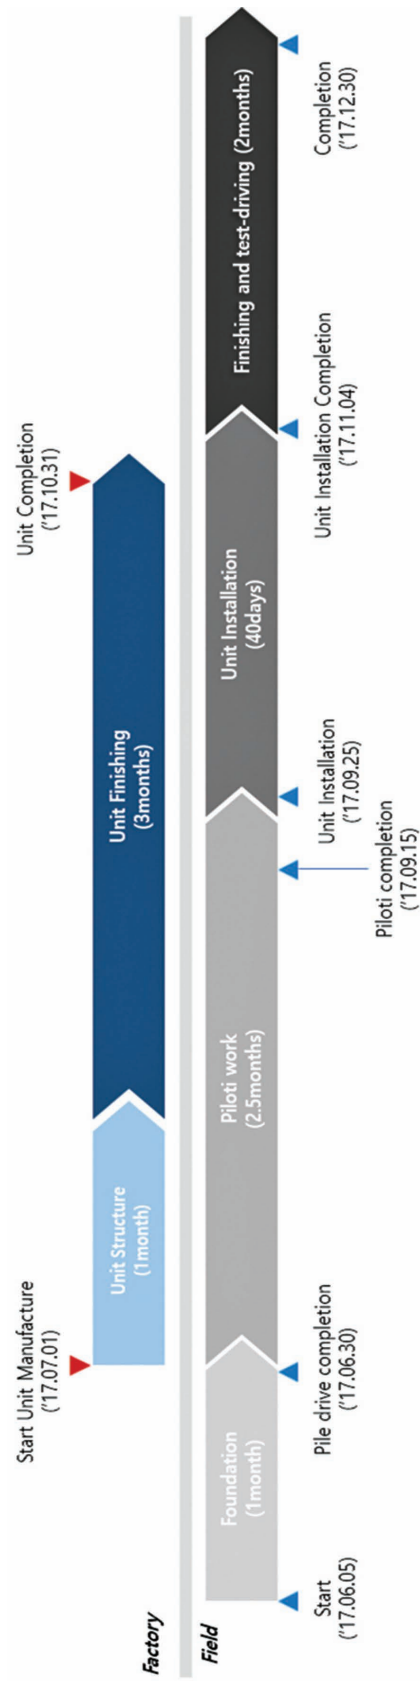 Start Unit Manufacture
('17.07.01)
Unit Completion
('17.10.31)
Unit Structure
(1month)
Unit Finishing
(3months)
Factory
Field
Foundation
(1month)
Piloti work
(2.5months)
Unit Installation
(40days)
Finishing and test-driving (2months)
Start
('17.06.05)
Pile drive completion
('17.06.30)
Piloti completion
('17.09.15)
Unit Installation
('17.09.25)
Unit Installation Completion
('17.11.04)
Completion
('17.12.30)